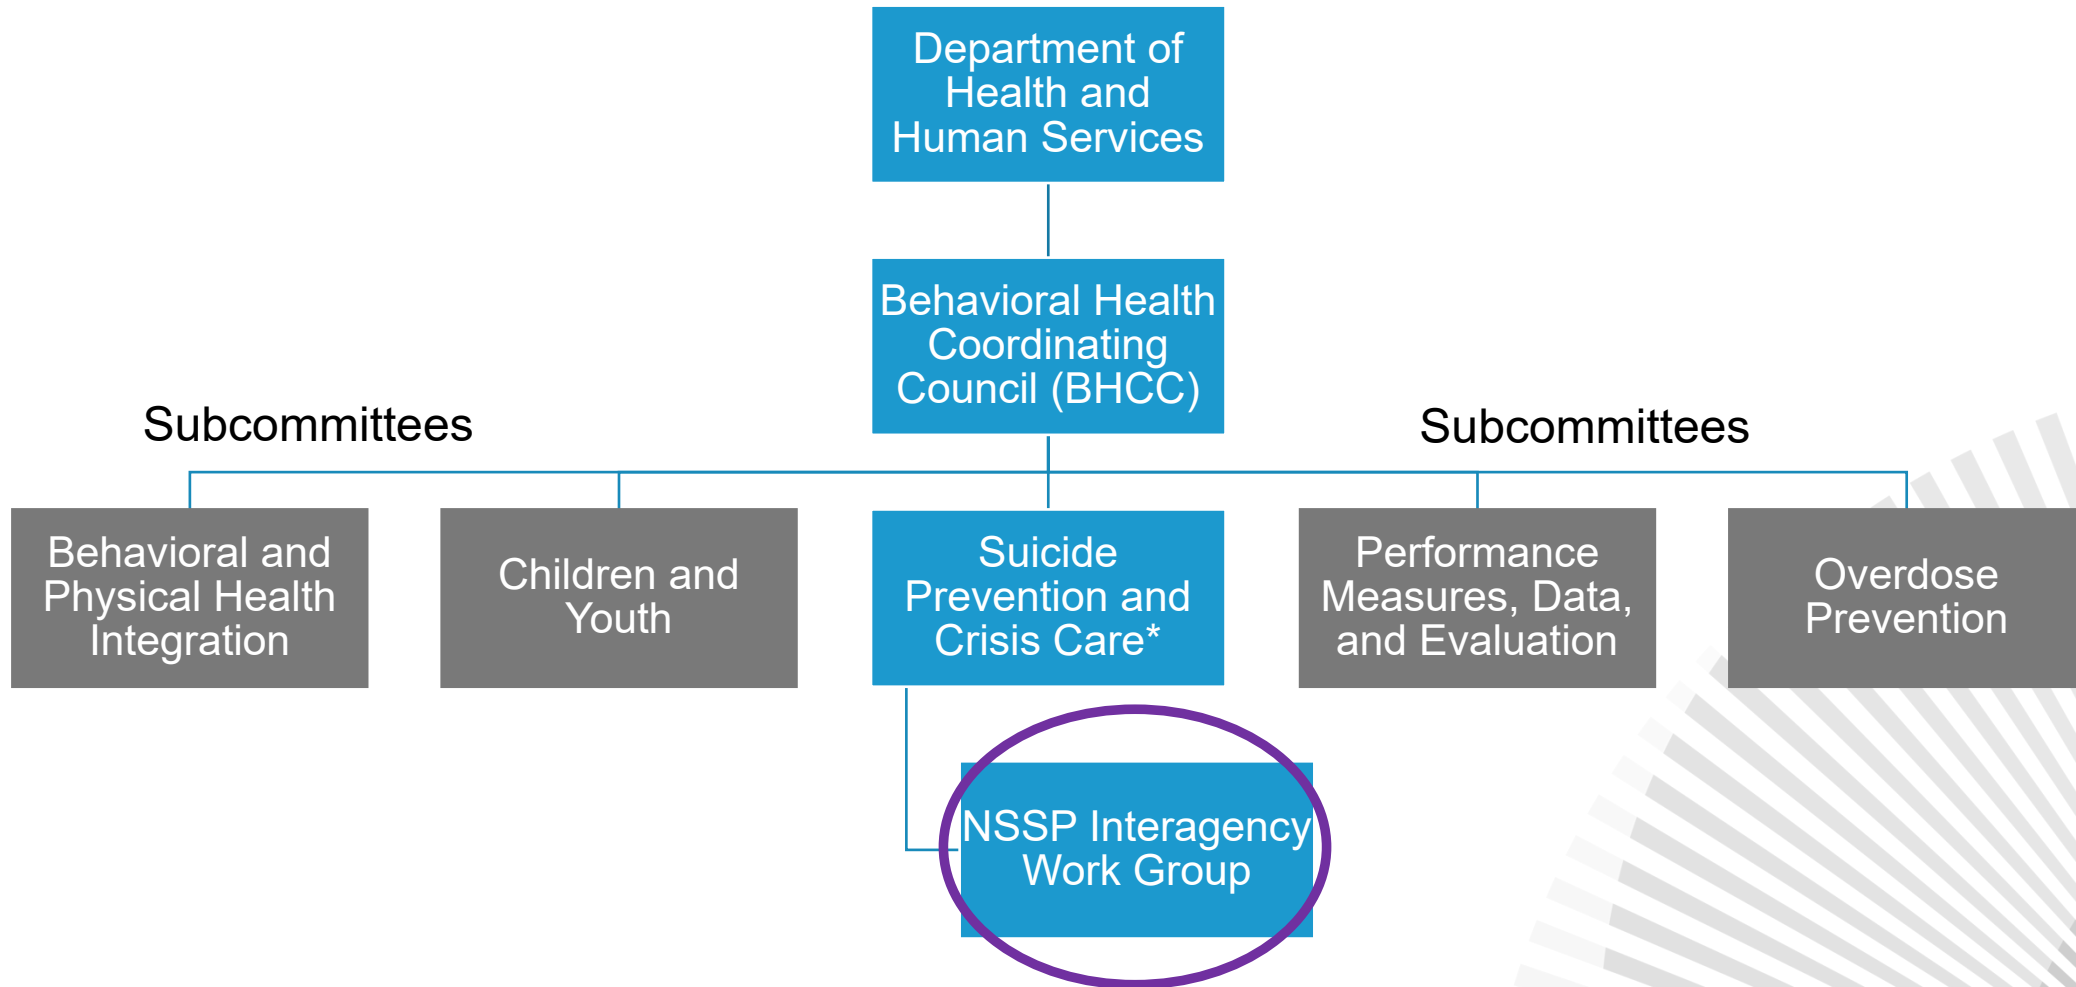 Department of
Health and
Human Services
Behavioral Health
Coordinating
Council (BHCC)
Subcommittees
Subcommittees
Behavioral and
Physical Health
Integration
Children and
Youth
Suicide
Prevention and
Crisis Care*
Performance
Measures, Data,
and Evaluation
Overdose
Prevention
NSSP Interagency
Work Group